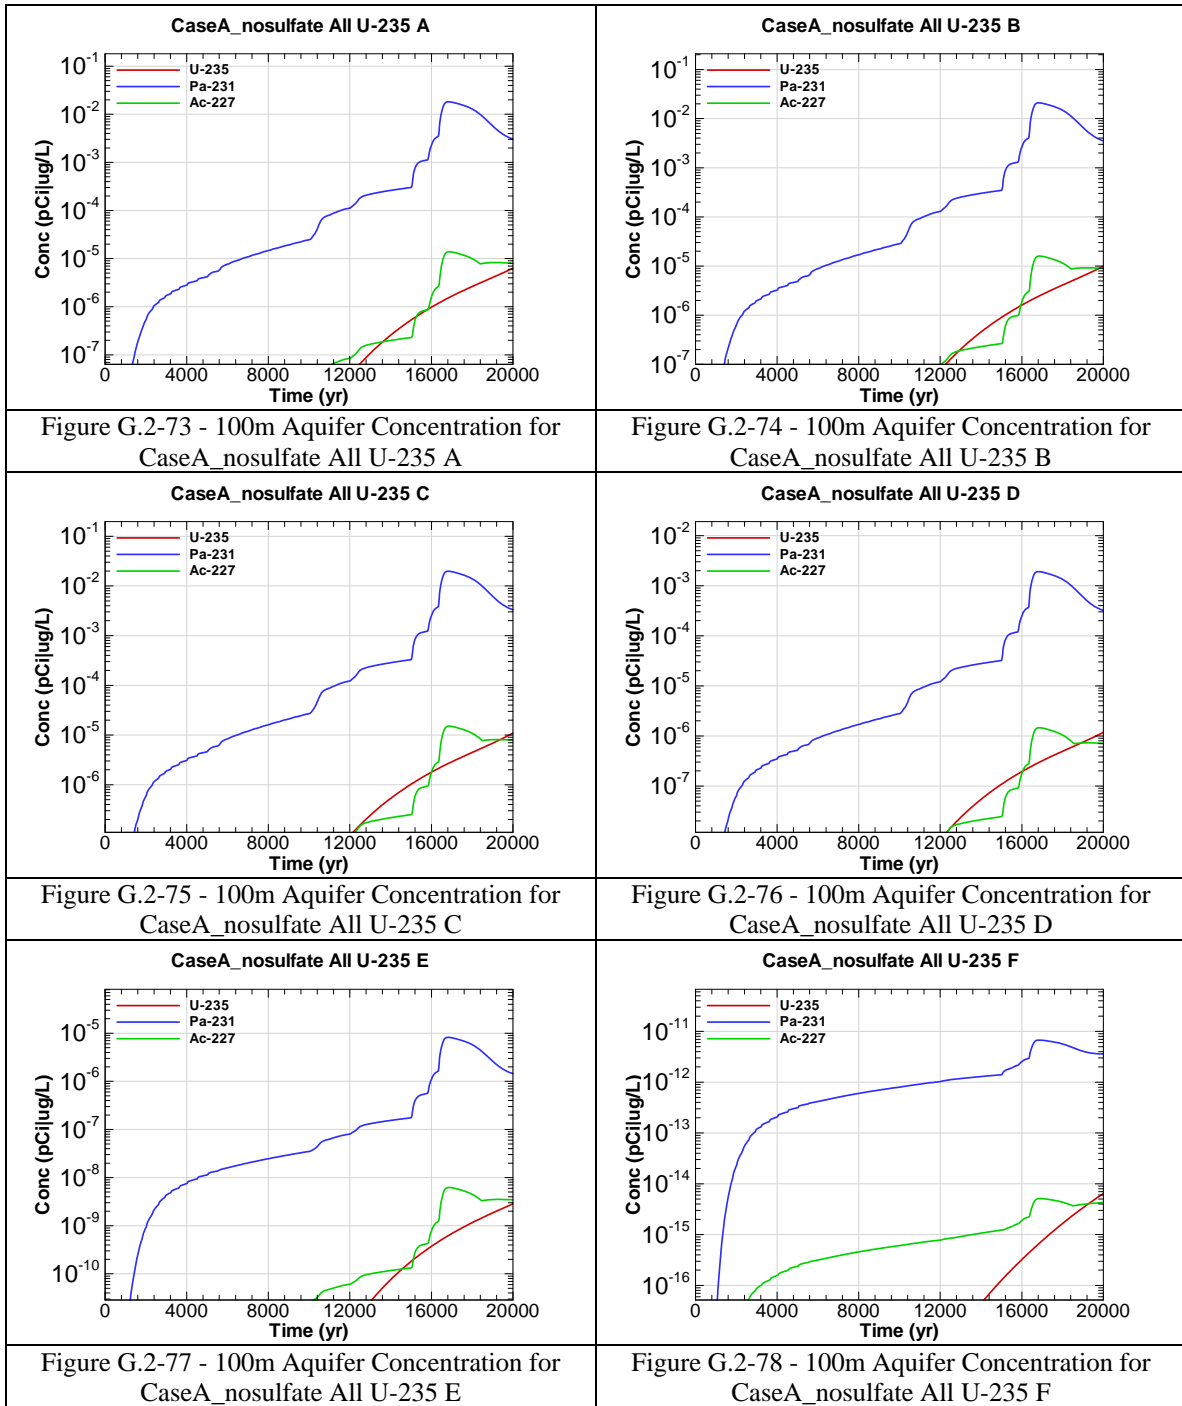 CaseA_nosulfate All U-235 A
10-1
10-2
10-3
10-4
10-5
10-6
10-7
Conc (pCi|ug/L)
U-235
Pa-231
Ac-227
0 4000 8000 12000 16000 20000
Time (yr)
Figure G.2-73 - 100m Aquifer Concentration for
CaseA_nosulfate All U-235 A
CaseA_nosulfate All U-235 B
10-1
10-2
10-3
10-4
10-5
10-6
10-7
Conc (pCi|ug/L)
U-235
Pa-231
Ac-227
0 4000 8000 12000 16000 20000
Time (yr)
Figure G.2-74 - 100m Aquifer Concentration for
CaseA_nosulfate All U-235 B
CaseA_nosulfate All U-235 C
10-1
10-2
10-3
10-4
10-5
10-6
Conc (pCi|ug/L)
U-235
Pa-231
Ac-227
0 4000 8000 12000 16000 20000
Time (yr)
Figure G.2-75 - 100m Aquifer Concentration for
CaseA_nosulfate All U-235 C
CaseA_nosulfate All U-235 D
10-2
10-3
10-4
10-5
10-6
10-7
Conc (pCi|ug/L)
U-235
Pa-231
Ac-227
0 4000 8000 12000 16000 20000
Time (yr)
Figure G.2-76 - 100m Aquifer Concentration for
CaseA_nosulfate All U-235 D
CaseA_nosulfate All U-235 E
10-5
10-6
10-7
10-8
10-9
10-10
Conc (pCi|ug/L)
U-235
Pa-231
Ac-227
0 4000 8000 12000 16000 20000
Time (yr)
Figure G.2-77 - 100m Aquifer Concentration for
CaseA_nosulfate All U-235 E
CaseA_nosulfate All U-235 F
10-11
10-12
10-13
10-14
10-15
10-16
Conc (pCi|ug/L)
U-235
Pa-231
Ac-227
0 4000 8000 12000 16000 20000
Time (yr)
Figure G.2-78 - 100m Aquifer Concentration for
CaseA_nosulfate All U-235 F